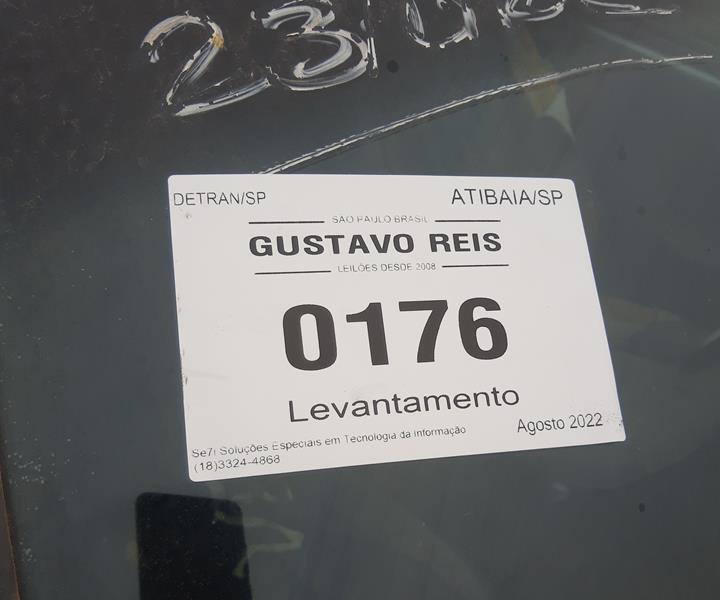 DETRAN/SP
ATIBAIA/SP
SÃO PAULO BRASIL
GUSTAVO REIS
LEILÕES DESDE 2008
0176
Levantamento
Se7i Soluções Especiais em Tecnologia da Informação
(18)3324-4868
Agosto 2022